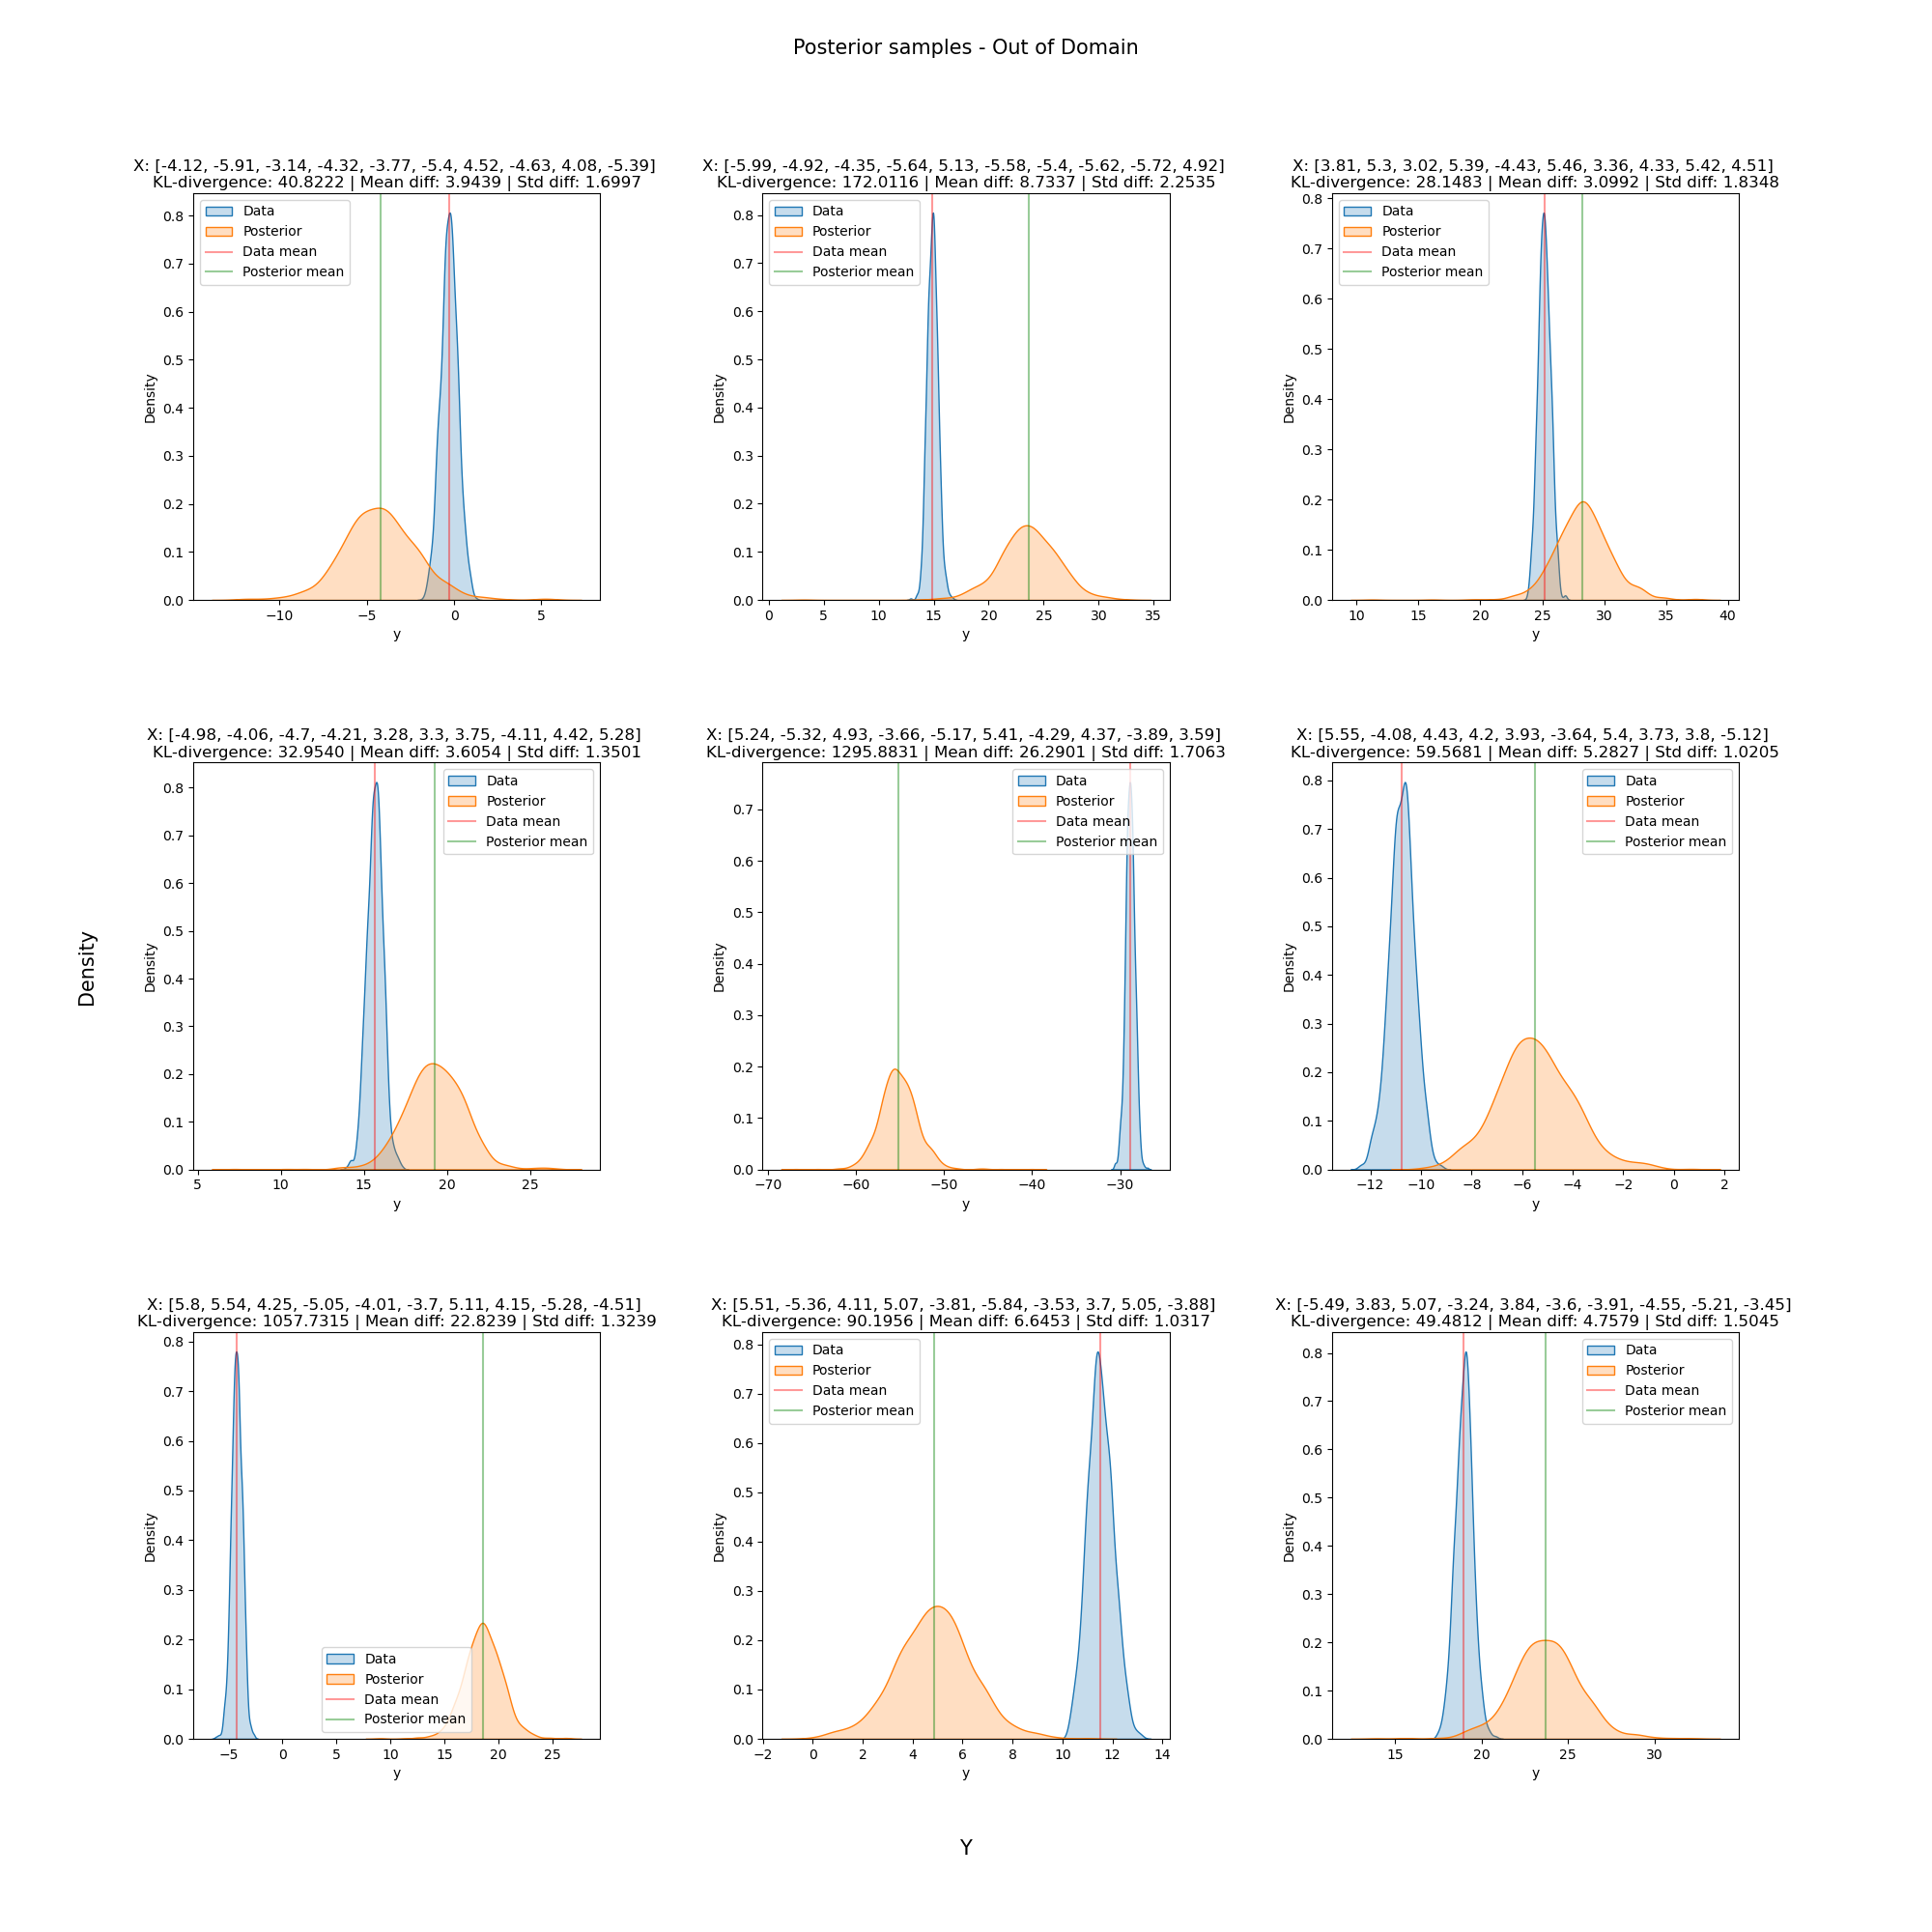 Posterior samples - Out of Domain
X: [-4.12, -5.91, -3.14, -4.32, -3.77, -5.4, 4.52, -4.63, 4.08, -5.39]
KL-divergence: 40.8222 | Mean diff: 3.9439 | Std diff: 1.6997
Data
Posterior
Data mean
Posterior mean
0.8
0.7
0.6
0.5
0.4
0.3
0.2
0.1
0.0
Density
−10 −5 0 5
y
X: [-5.99, -4.92, -4.35, -5.64, 5.13, -5.58, -5.4, -5.62, -5.72, 4.92]
KL-divergence: 172.0116 | Mean diff: 8.7337 | Std diff: 2.2535
Data
Posterior
Data mean
Posterior mean
0.8
0.7
0.6
0.5
0.4
0.3
0.2
0.1
0.0
Density
0 5 10 15 20 25 30 35
y
X: [3.81, 5.3, 3.02, 5.39, -4.43, 5.46, 3.36, 4.33, 5.42, 4.51]
KL-divergence: 28.1483 | Mean diff: 3.0992 | Std diff: 1.8348
Data
Posterior
Data mean
Posterior mean
0.8
0.7
0.6
0.5
0.4
0.3
0.2
0.1
0.0
Density
10 15 20 25 30 35 40
y
X: [-4.98, -4.06, -4.7, -4.21, 3.28, 3.3, 3.75, -4.11, 4.42, 5.28]
KL-divergence: 32.9540 | Mean diff: 3.6054 | Std diff: 1.3501
Data
Posterior
Data mean
Posterior mean
0.8
0.7
0.6
0.5
0.4
0.3
0.2
0.1
0.0
Density
5 10 15 20 25
y
X: [5.24, -5.32, 4.93, -3.66, -5.17, 5.41, -4.29, 4.37, -3.89, 3.59]
KL-divergence: 1295.8831 | Mean diff: 26.2901 | Std diff: 1.7063
Data
Posterior
Data mean
Posterior mean
0.7
0.6
0.5
0.4
0.3
0.2
0.1
0.0
Density
−70 −60 −50 −40 −30
y
X: [5.55, -4.08, 4.43, 4.2, 3.93, -3.64, 5.4, 3.73, 3.8, -5.12]
KL-divergence: 59.5681 | Mean diff: 5.2827 | Std diff: 1.0205
Data
Posterior
Data mean
Posterior mean
0.8
0.7
0.6
0.5
0.4
0.3
0.2
0.1
0.0
Density
−12 −10 −8 −6 −4 −2 0 2
y
Density
X: [5.8, 5.54, 4.25, -5.05, -4.01, -3.7, 5.11, 4.15, -5.28, -4.51]
KL-divergence: 1057.7315 | Mean diff: 22.8239 | Std diff: 1.3239
0.8
0.7
0.6
0.5
0.4
0.3
0.2
0.1
0.0
Density
Data
Posterior
Data mean
Posterior mean
−5 0 5 10 15 20 25
y
X: [5.51, -5.36, 4.11, 5.07, -3.81, -5.84, -3.53, 3.7, 5.05, -3.88]
KL-divergence: 90.1956 | Mean diff: 6.6453 | Std diff: 1.0317
Data
Posterior
Data mean
Posterior mean
0.8
0.7
0.6
0.5
0.4
0.3
0.2
0.1
0.0
Density
−2 0 2 4 6 8 10 12 14
y
X: [-5.49, 3.83, 5.07, -3.24, 3.84, -3.6, -3.91, -4.55, -5.21, -3.45]
KL-divergence: 49.4812 | Mean diff: 4.7579 | Std diff: 1.5045
Data
Posterior
Data mean
Posterior mean
0.8
0.7
0.6
0.5
0.4
0.3
0.2
0.1
0.0
Density
15 20 25 30
y
Y